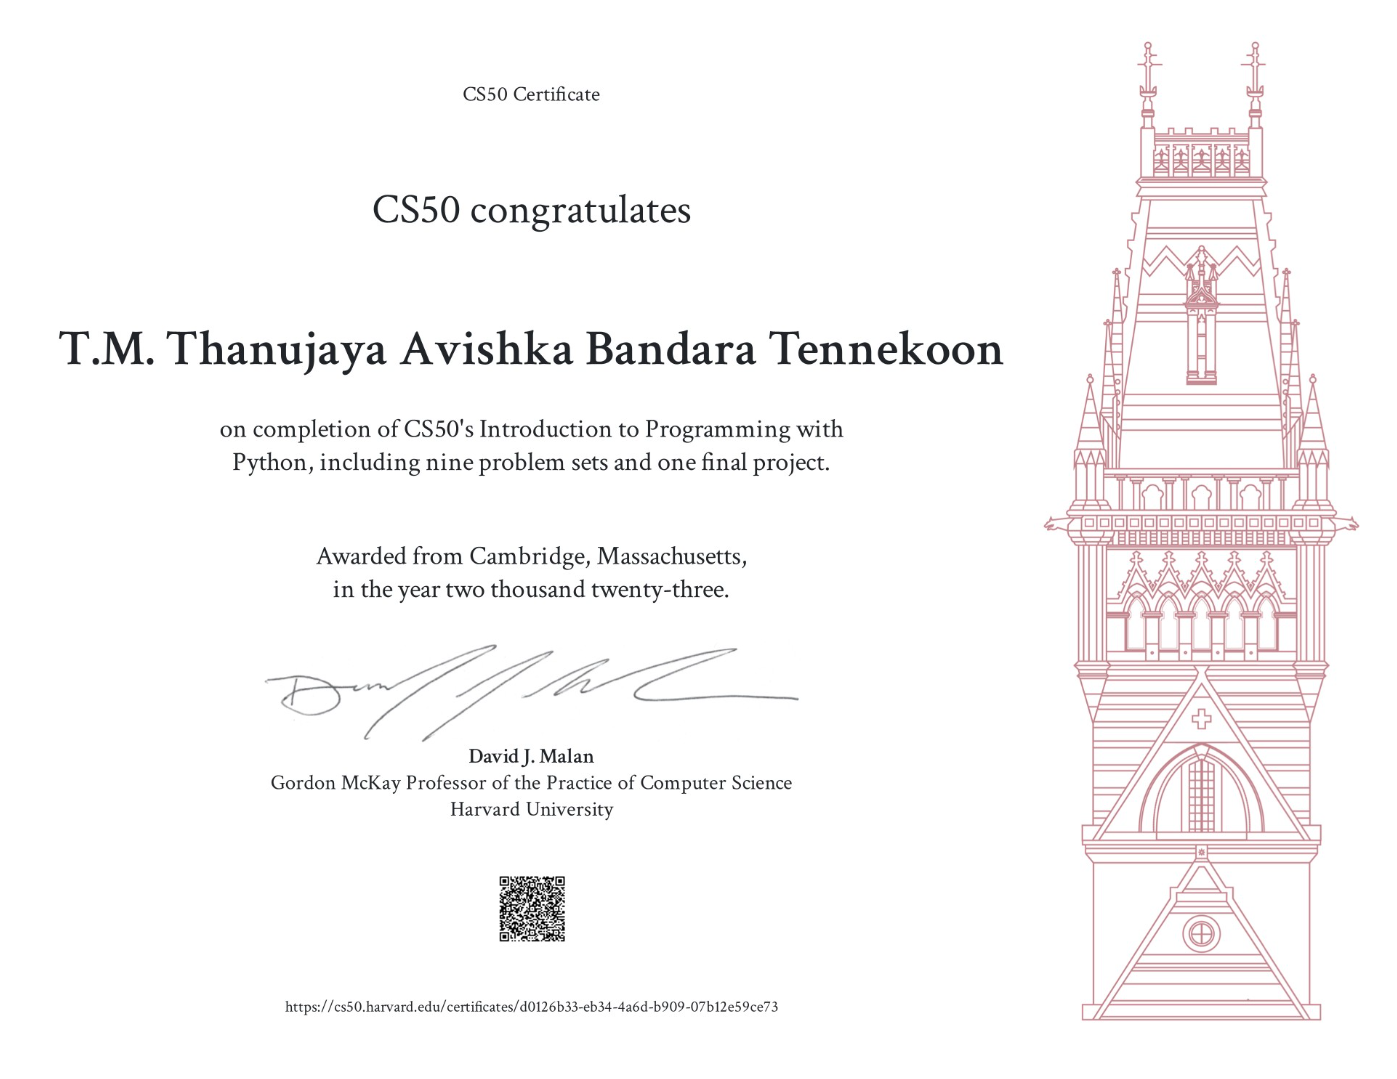 CS50 Certificate
CS50 congratulates
T.M. Thanujaya Avishka Bandara Tennekoon
on completion of CS50's Introduction to Programming with
Python, including nine problem sets and one final project.
Awarded from Cambridge, Massachusetts,
in the year two thousand twenty-three.
David J. Malan
Gordon McKay Professor of the Practice of Computer Science
Harvard University
https://cs50.harvard.edu/certificates/d0126b33-eb34-4a6d-b909-07b12e59ce73